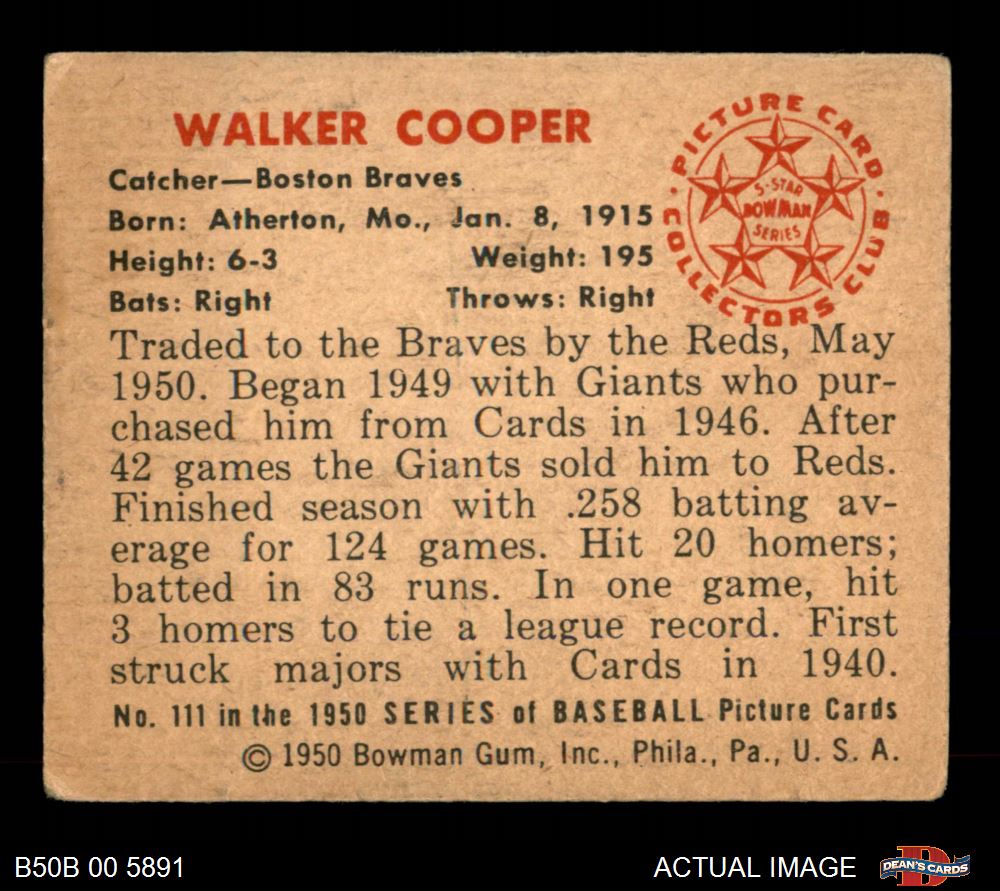 WALKER COOPER
Catcher—Boston Braves
Born: Atherton, Mo., Jan. 8, 1915
Height: 6-3 Weight: 195
Bats: Right Throws: Right
PICTURE CARD
COLLECTORS CLUB
5-STAR
BOWMAN
SERIES
Traded to the Braves by the Reds, May
1950. Began 1949 with Giants who pur-
chased him from Cards in 1946. After
42 games the Giants sold him to Reds.
Finished season with .258 batting av-
erage for 124 games. Hit 20 homers;
batted in 83 runs. In one game, hit
3 homers to tie a league record. First
struck majors with Cards in 1940.
No. 111 in the 1950 SERIES of BASEBALL Picture Cards
© 1950 Bowman Gum, Inc., Phila., Pa., U. S. A.
B50B 00 5891
ACTUAL IMAGE
DEAN'S CARDS